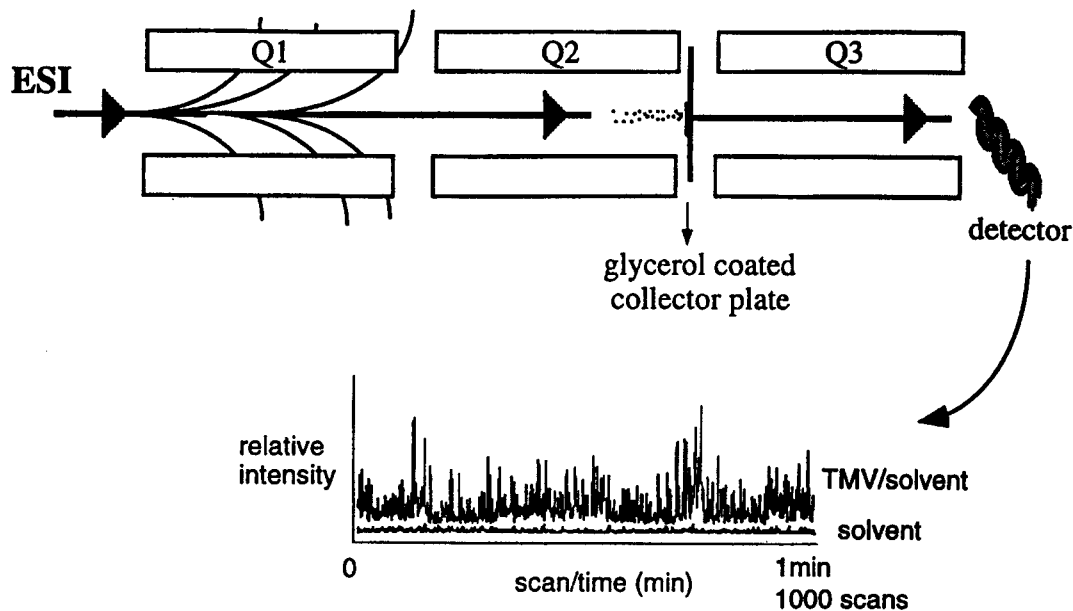 Q1
Q2
Q3
ESI
detector
glycerol coated
collector plate
relative
intensity
TMV/solvent
solvent
0
scan/time (min)
1min
1000 scans